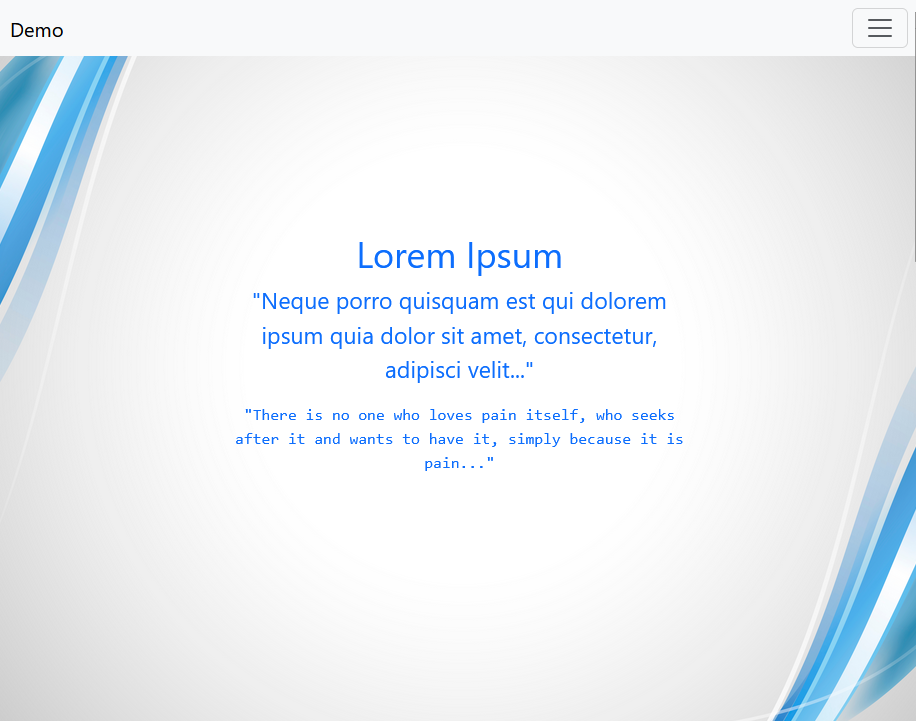 Demo
Lorem Ipsum
"Neque porro quisquam est qui dolorem
ipsum quia dolor sit amet, consectetur,
adipisci velit..."
"There is no one who loves pain itself, who seeks
after it and wants to have it, simply because it is
pain..."